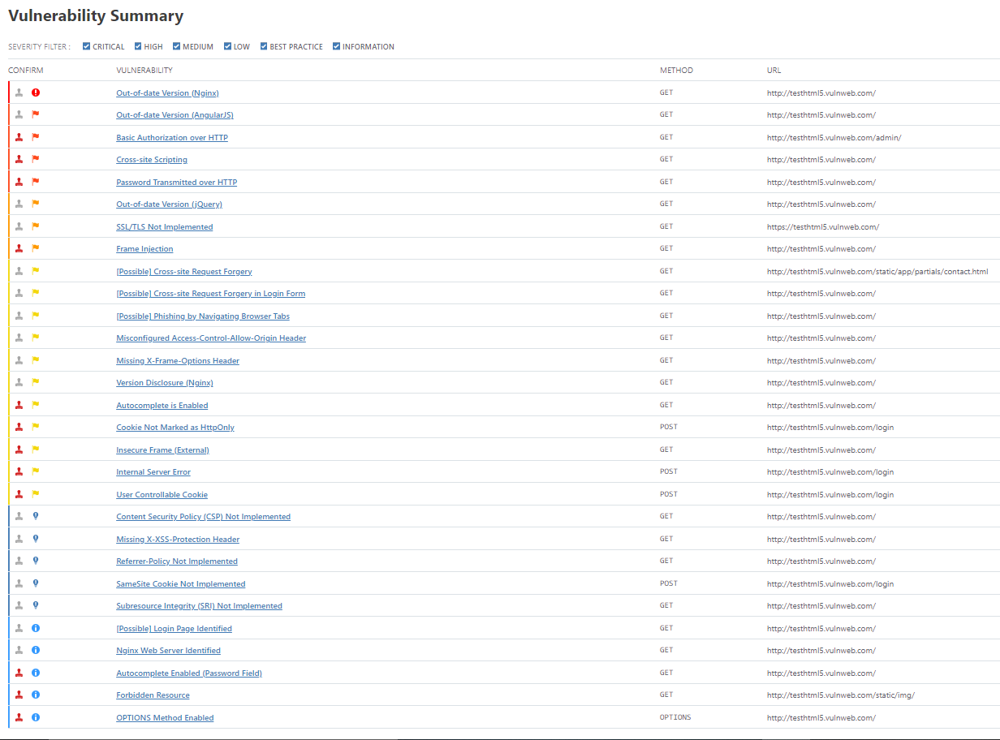 Vulnerability Summary
SEVERITY FILTER : CRITICAL HIGH MEDIUM LOW BEST PRACTICE INFORMATION
CONFIRM VULNERABILITY METHOD URL
Out-of-date Version (Nginx) GET http://testhtml5.vulnweb.com/
Out-of-date Version (AngularJS) GET http://testhtml5.vulnweb.com/
Basic Authorization over HTTP GET http://testhtml5.vulnweb.com/admin/
Cross-site Scripting GET http://testhtml5.vulnweb.com/
Password Transmitted over HTTP GET http://testhtml5.vulnweb.com/
Out-of-date Version (jQuery) GET http://testhtml5.vulnweb.com/
SSL/TLS Not Implemented GET https://testhtml5.vulnweb.com/
Frame Injection GET http://testhtml5.vulnweb.com/
[Possible] Cross-site Request Forgery GET http://testhtml5.vulnweb.com/static/app/partials/contact.html
[Possible] Cross-site Request Forgery in Login Form GET http://testhtml5.vulnweb.com/
[Possible] Phishing by Navigating Browser Tabs GET http://testhtml5.vulnweb.com/
Misconfigured Access-Control-Allow-Origin Header GET http://testhtml5.vulnweb.com/
Missing X-Frame-Options Header GET http://testhtml5.vulnweb.com/
Version Disclosure (Nginx) GET http://testhtml5.vulnweb.com/
Autocomplete is Enabled GET http://testhtml5.vulnweb.com/
Cookie Not Marked as HttpOnly POST http://testhtml5.vulnweb.com/login
Insecure Frame (External) GET http://testhtml5.vulnweb.com/
Internal Server Error POST http://testhtml5.vulnweb.com/login
User Controllable Cookie POST http://testhtml5.vulnweb.com/login
Content Security Policy (CSP) Not Implemented GET http://testhtml5.vulnweb.com/
Missing X-XSS-Protection Header GET http://testhtml5.vulnweb.com/
Referrer-Policy Not Implemented GET http://testhtml5.vulnweb.com/
SameSite Cookie Not Implemented POST http://testhtml5.vulnweb.com/login
Subresource Integrity (SRI) Not Implemented GET http://testhtml5.vulnweb.com/
[Possible] Login Page Identified GET http://testhtml5.vulnweb.com/
Nginx Web Server Identified GET http://testhtml5.vulnweb.com/
Autocomplete Enabled (Password Field) GET http://testhtml5.vulnweb.com/
Forbidden Resource GET http://testhtml5.vulnweb.com/static/img/
OPTIONS Method Enabled OPTIONS http://testhtml5.vulnweb.com/